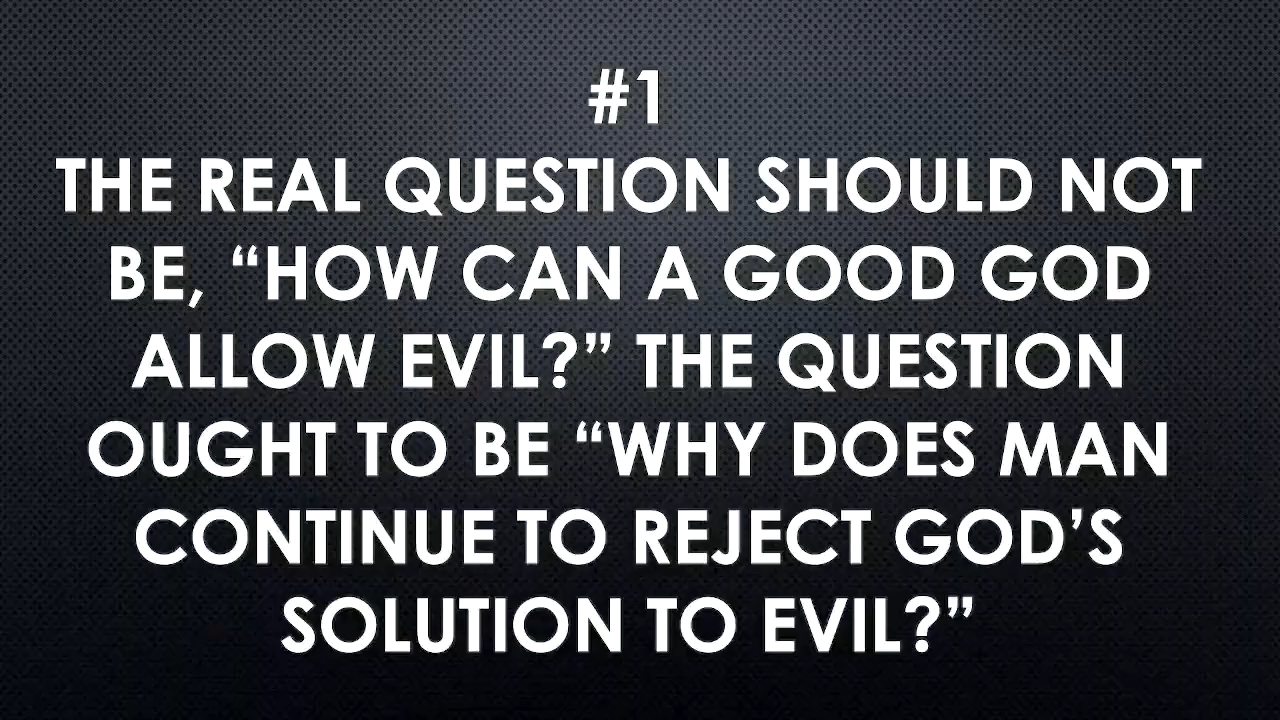 #1
THE REAL QUESTION SHOULD NOT
BE, “HOW CAN A GOOD GOD
ALLOW EVIL?” THE QUESTION
OUGHT TO BE “WHY DOES MAN
CONTINUE TO REJECT GOD’S
SOLUTION TO EVIL?”